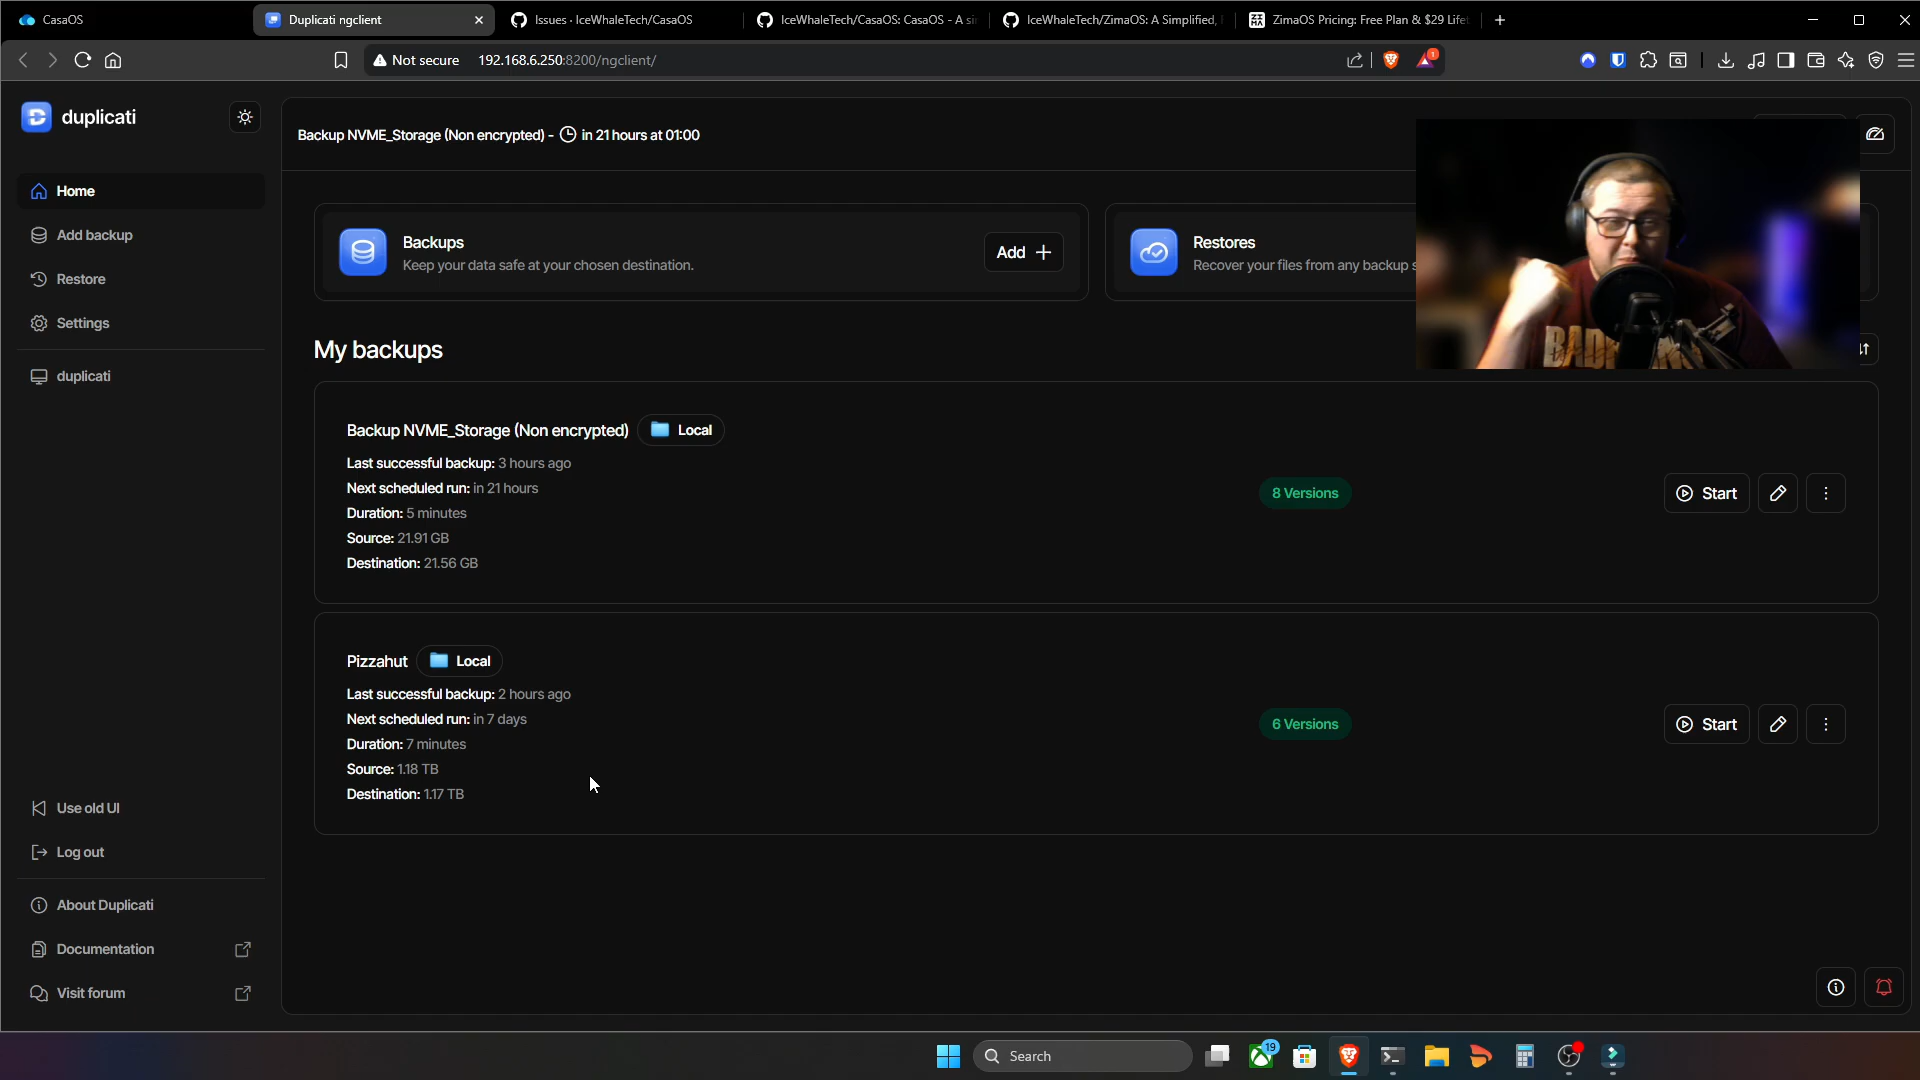 CasaOS
Duplicati ngclient
Issues · IceWhaleTech/CasaOS
IceWhaleTech/CasaOS: CasaOS - A si
IceWhaleTech/ZimaOS: A Simplified,
ZimaOS Pricing: Free Plan & $29 Lifet
Not secure 192.168.6.250:8200/ngclient/
1
duplicati
Home
Add backup
Restore
Settings
duplicati
Use old UI
Log out
About Duplicati
Documentation
Visit forum
Backup NVME_Storage (Non encrypted) - in 21 hours at 01:00
Backups
Keep your data safe at your chosen destination.
Add +
Restores
Recover your files from any backup
My backups
Backup NVME_Storage (Non encrypted) Local
Last successful backup: 3 hours ago
Next scheduled run: in 21 hours
Duration: 5 minutes
Source: 21.91 GB
Destination: 21.56 GB
8 Versions
Start
Pizzahut Local
Last successful backup: 2 hours ago
Next scheduled run: in 7 days
Duration: 7 minutes
Source: 1.18 TB
Destination: 1.17 TB
6 Versions
Start
Search
19